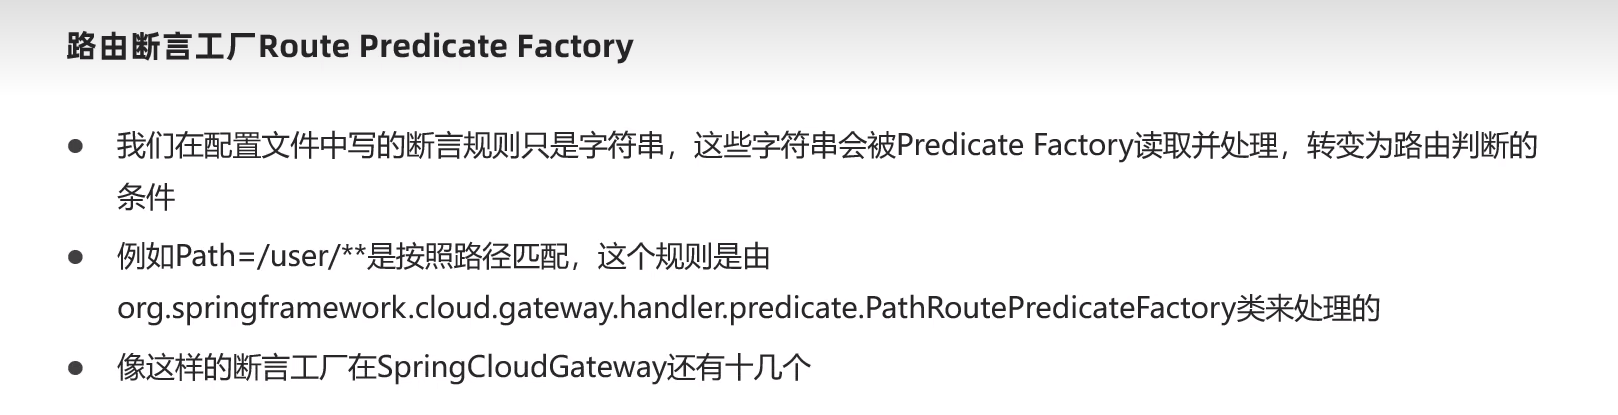 路由断言工厂Route Predicate Factory
● 我们在配置文件中写的断言规则只是字符串，这些字符串会被Predicate Factory读取并处理，转变为路由判断的
条件
● 例如Path=/user/**是按照路径匹配，这个规则是由
org.springframework.cloud.gateway.handler.predicate.PathRoutePredicateFactory类来处理的
● 像这样的断言工厂在SpringCloudGateway还有十几个